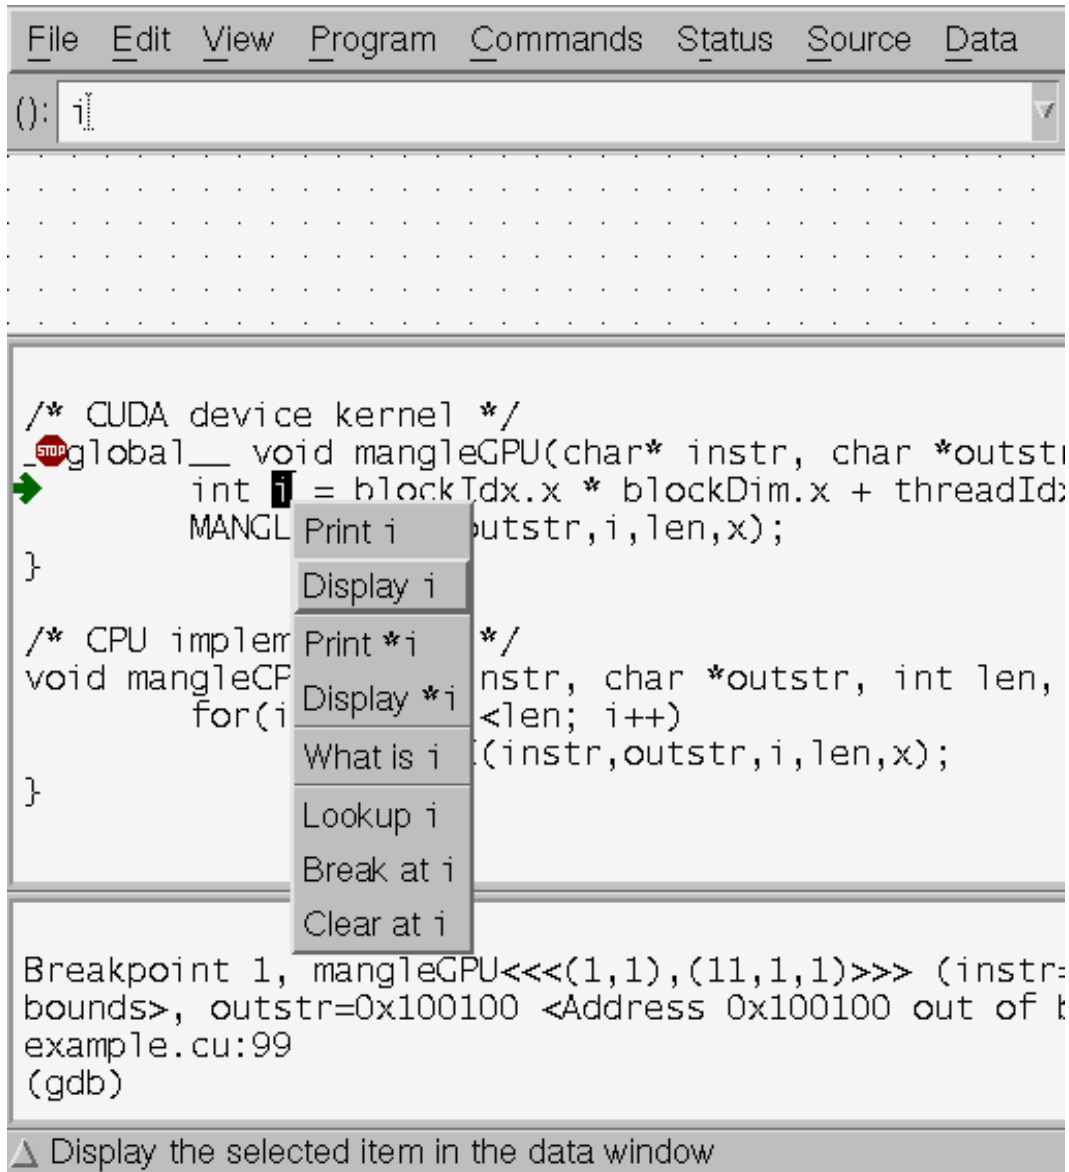 File Edit View Program Commands Status Source Data
(): i
/* CUDA device kernel */
_STOPglobal__ void mangleGPU(char* instr, char *outstr
int i = blockIdx.x * blockDim.x + threadIdx
MANGL outstr,i,len,x);
}
/* CPU implem */
void mangleCP nstr, char *outstr, int len,
for(i <len; i++)
(instr,outstr,i,len,x);
}
Print i
Display i
Print *i
Display *i
What is i
Lookup i
Break at i
Clear at i
Breakpoint 1, mangleGPU<<<(1,1),(11,1,1)>>> (instr=
bounds>, outstr=0x100100 <Address 0x100100 out of b
example.cu:99
(gdb)
Display the selected item in the data window